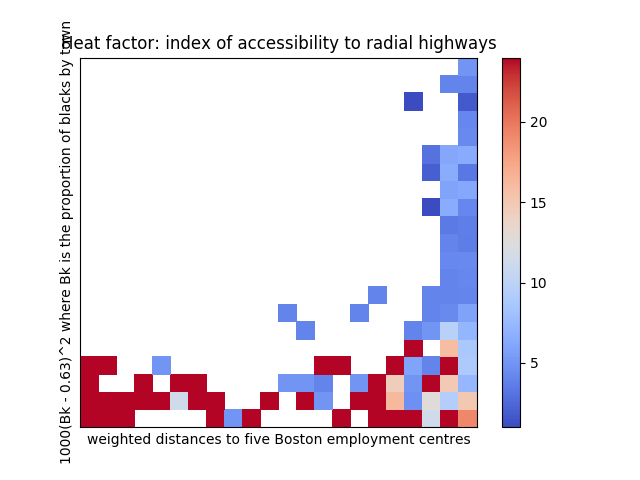 Heat factor: index of accessibility to radial highways
1000(Bk - 0.63)^2 where Bk is the proportion of blacks by town
weighted distances to five Boston employment centres
20
15
10
5